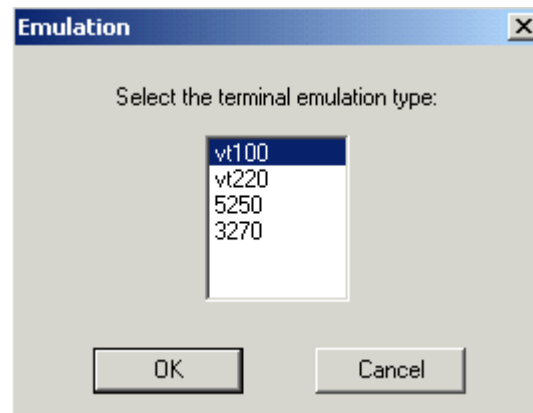 Emulation
Select the terminal emulation type:
vt100
vt220
5250
3270
OK
Cancel